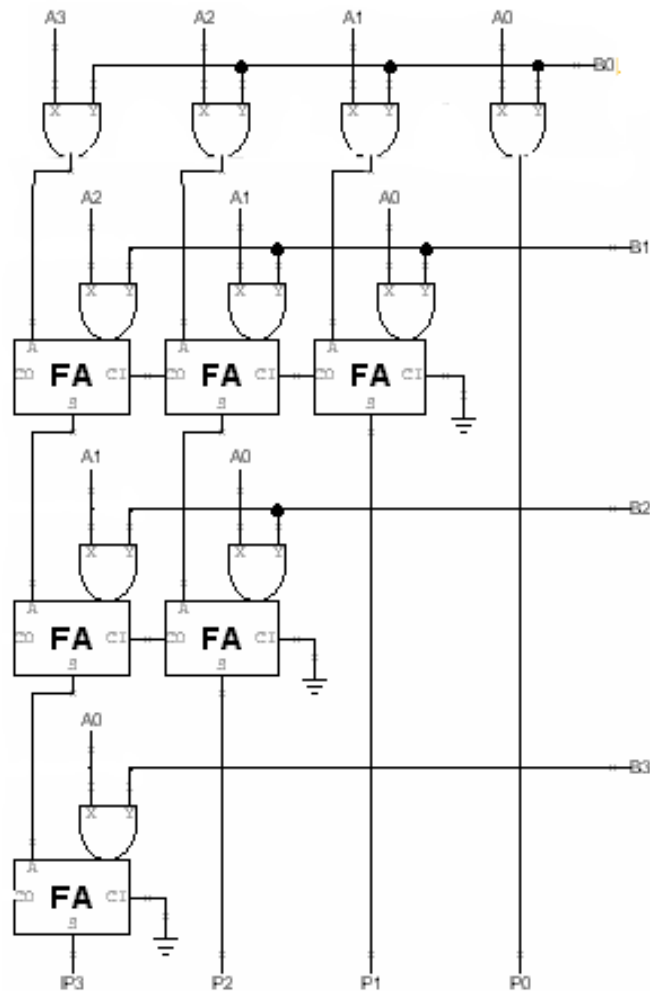 A3 A2 A1 A0
B0
X Y X Y X Y X Y
A2 A1 A0
B1
X Y X Y X Y
A A A
CO FA CI CO FA CI CO FA CI
S S S
A1 A0
B2
X Y X Y
A A
CO FA CI CO FA CI
S S
A0
B3
X Y
A
CO FA CI
S
P3 P2 P1 P0